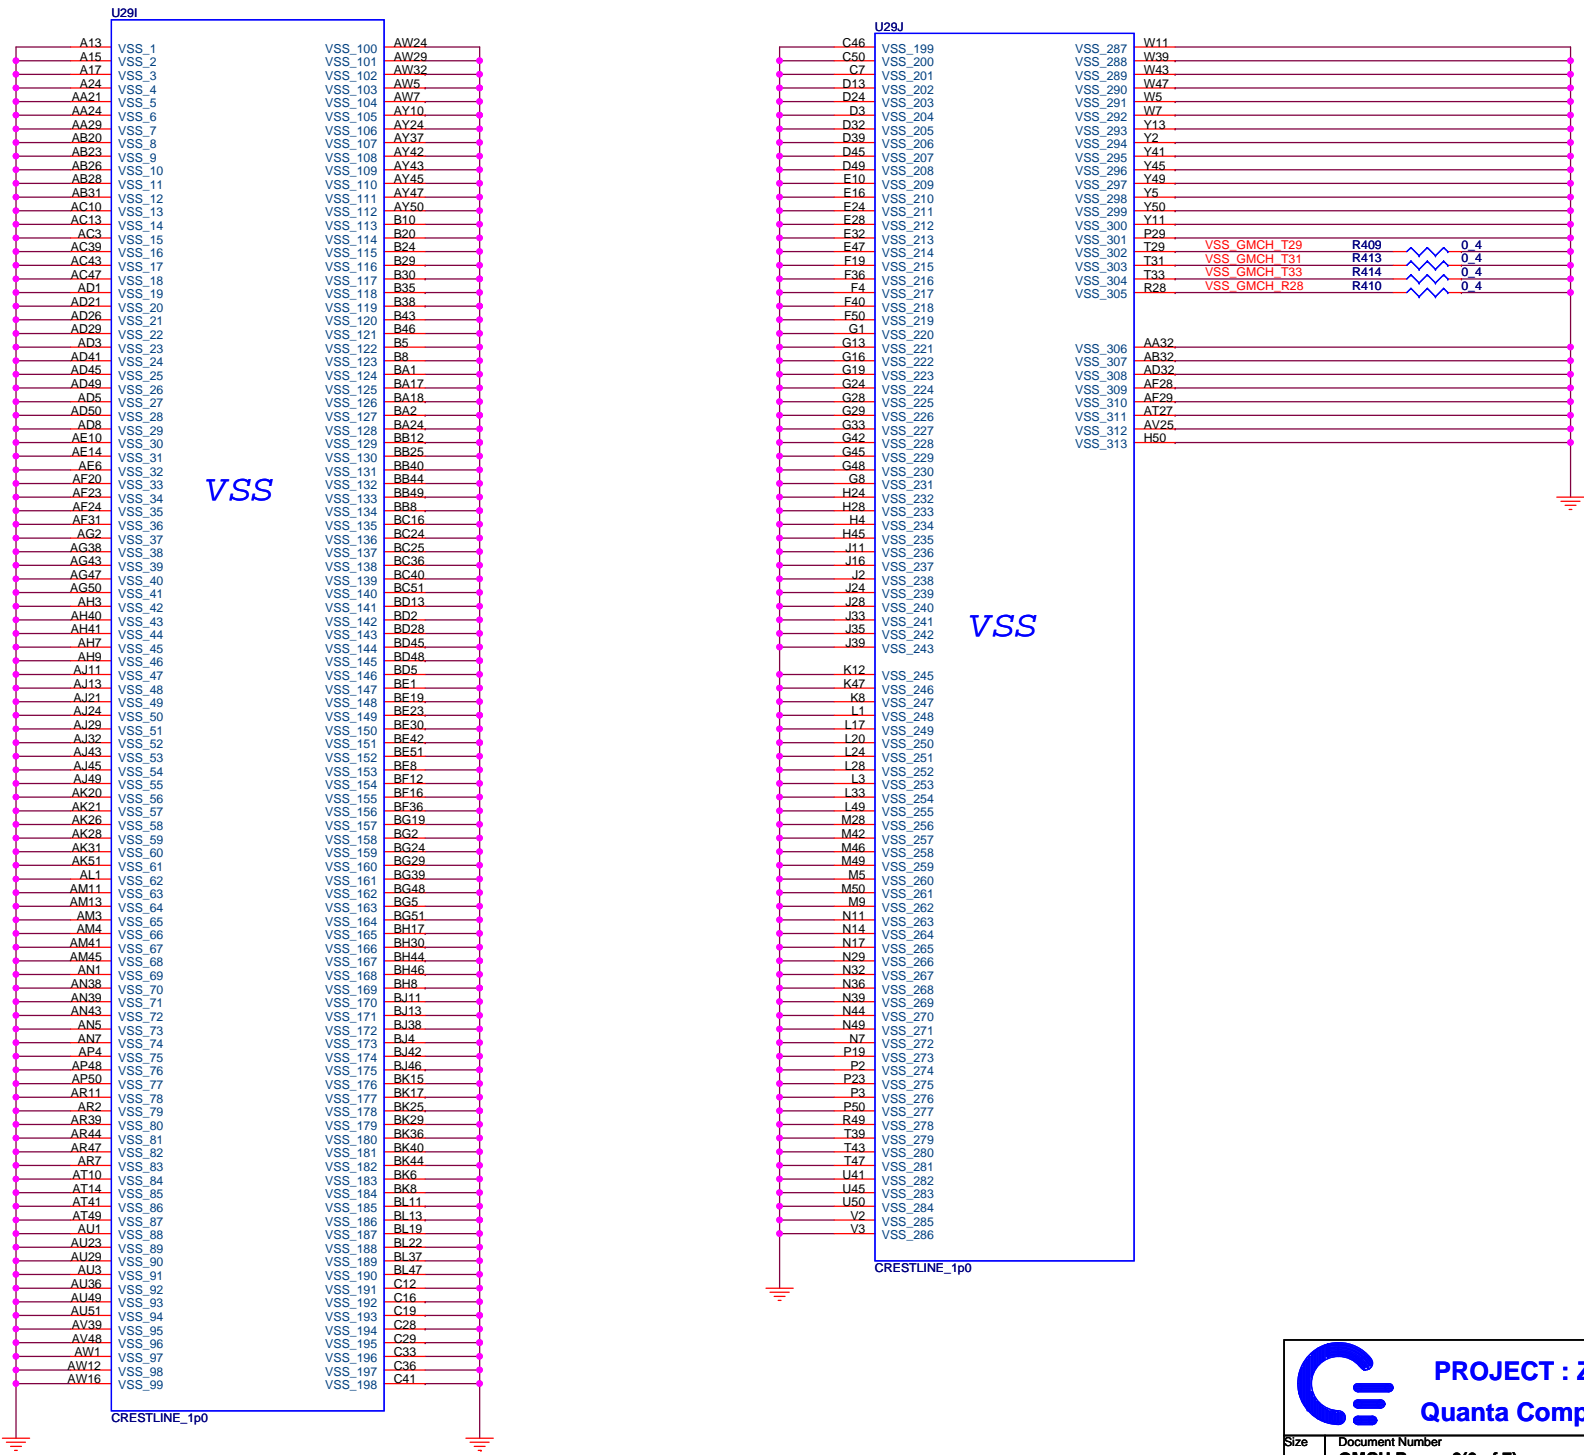 U29I
A13 VSS_1 VSS_100 AW24
A15 VSS_2 VSS_101 AW29
A17 VSS_3 VSS_102 AW32
A24 VSS_4 VSS_103 AW5
AA21 VSS_5 VSS_104 AW7
AA24 VSS_6 VSS_105 AY10
AA29 VSS_7 VSS_106 AY24
AB20 VSS_8 VSS_107 AY37
AB23 VSS_9 VSS_108 AY42
AB26 VSS_10 VSS_109 AY43
AB28 VSS_11 VSS_110 AY45
AB31 VSS_12 VSS_111 AY47
AC10 VSS_13 VSS_112 AY50
AC13 VSS_14 VSS_113 B10
AC3 VSS_15 VSS_114 B20
AC39 VSS_16 VSS_115 B24
AC43 VSS_17 VSS_116 B29
AC47 VSS_18 VSS_117 B30
AD1 VSS_19 VSS_118 B35
AD21 VSS_20 VSS_119 B38
AD26 VSS_21 VSS_120 B43
AD29 VSS_22 VSS_121 B46
AD3 VSS_23 VSS_122 B5
AD41 VSS_24 VSS_123 B8
AD45 VSS_25 VSS_124 BA1
AD49 VSS_26 VSS_125 BA17
AD5 VSS_27 VSS_126 BA18
AD50 VSS_28 VSS_127 BA2
AD8 VSS_29 VSS_128 BA24
AE10 VSS_30 VSS_129 BB12
AE14 VSS_31 VSS_130 BB25
AE6 VSS_32 VSS_131 BB40
AF20 VSS_33 VSS_132 BB44
AF23 VSS_34 VSS_133 BB49
AF24 VSS_35 VSS_134 BB8
AF31 VSS_36 VSS_135 BC16
AG2 VSS_37 VSS_136 BC24
AG38 VSS_38 VSS_137 BC25
AG43 VSS_39 VSS_138 BC36
AG47 VSS_40 VSS_139 BC40
AG50 VSS_41 VSS_140 BC51
AH3 VSS_42 VSS_141 BD13
AH40 VSS_43 VSS_142 BD2
AH41 VSS_44 VSS_143 BD28
AH7 VSS_45 VSS_144 BD45
AH9 VSS_46 VSS_145 BD48
AJ11 VSS_47 VSS_146 BD5
AJ13 VSS_48 VSS_147 BE1
AJ21 VSS_49 VSS_148 BE19
AJ24 VSS_50 VSS_149 BE23
AJ29 VSS_51 VSS_150 BE30
AJ32 VSS_52 VSS_151 BE42
AJ43 VSS_53 VSS_152 BE51
AJ45 VSS_54 VSS_153 BE8
AJ49 VSS_55 VSS_154 BF12
AK20 VSS_56 VSS_155 BF16
AK21 VSS_57 VSS_156 BF36
AK26 VSS_58 VSS_157 BG19
AK28 VSS_59 VSS_158 BG2
AK31 VSS_60 VSS_159 BG24
AK51 VSS_61 VSS_160 BG29
AL1 VSS_62 VSS_161 BG39
AM11 VSS_63 VSS_162 BG48
AM13 VSS_64 VSS_163 BG5
AM3 VSS_65 VSS_164 BG51
AM4 VSS_66 VSS_165 BH17
AM41 VSS_67 VSS_166 BH30
AM45 VSS_68 VSS_167 BH44
AN1 VSS_69 VSS_168 BH46
AN38 VSS_70 VSS_169 BH8
AN39 VSS_71 VSS_170 BJ11
AN43 VSS_72 VSS_171 BJ13
AN5 VSS_73 VSS_172 BJ38
AN7 VSS_74 VSS_173 BJ4
AP4 VSS_75 VSS_174 BJ42
AP48 VSS_76 VSS_175 BJ46
AP50 VSS_77 VSS_176 BK15
AR11 VSS_78 VSS_177 BK17
AR2 VSS_79 VSS_178 BK25
AR39 VSS_80 VSS_179 BK29
AR44 VSS_81 VSS_180 BK36
AR47 VSS_82 VSS_181 BK40
AR7 VSS_83 VSS_182 BK44
AT10 VSS_84 VSS_183 BK6
AT14 VSS_85 VSS_184 BK8
AT41 VSS_86 VSS_185 BL11
AT49 VSS_87 VSS_186 BL13
AU1 VSS_88 VSS_187 BL19
AU23 VSS_89 VSS_188 BL22
AU29 VSS_90 VSS_189 BL37
AU3 VSS_91 VSS_190 BL47
AU36 VSS_92 VSS_191 C12
AU49 VSS_93 VSS_192 C16
AU51 VSS_94 VSS_193 C19
AV39 VSS_95 VSS_194 C28
AV48 VSS_96 VSS_195 C29
AW1 VSS_97 VSS_196 C33
AW12 VSS_98 VSS_197 C36
AW16 VSS_99 VSS_198 C41
VSS
CRESTLINE_1p0
U29J
C46 VSS_199 VSS_287 W11
C50 VSS_200 VSS_288 W39
C7 VSS_201 VSS_289 W43
D13 VSS_202 VSS_290 W47
D24 VSS_203 VSS_291 W5
D3 VSS_204 VSS_292 W7
D32 VSS_205 VSS_293 Y13
D39 VSS_206 VSS_294 Y2
D45 VSS_207 VSS_295 Y41
D49 VSS_208 VSS_296 Y45
E10 VSS_209 VSS_297 Y49
E16 VSS_210 VSS_298 Y5
E24 VSS_211 VSS_299 Y50
E28 VSS_212 VSS_300 Y11
E32 VSS_213 VSS_301 P29
E47 VSS_214 VSS_302 T29 VSS_GMCH_T29 R409 0_4
F19 VSS_215 VSS_303 T31 VSS_GMCH_T31 R413 0_4
F36 VSS_216 VSS_304 T33 VSS_GMCH_T33 R414 0_4
F4 VSS_217 VSS_305 R28 VSS_GMCH_R28 R410 0_4
F40 VSS_218
F50 VSS_219
G1 VSS_220
G13 VSS_221 VSS_306 AA32
G16 VSS_222 VSS_307 AB32
G19 VSS_223 VSS_308 AD32
G24 VSS_224 VSS_309 AF28
G28 VSS_225 VSS_310 AF29
G29 VSS_226 VSS_311 AT27
G33 VSS_227 VSS_312 AV25
G42 VSS_228 VSS_313 H50
G45 VSS_229
G48 VSS_230
G8 VSS_231
H24 VSS_232
H28 VSS_233
H4 VSS_234
H45 VSS_235
J11 VSS_236
J16 VSS_237
J2 VSS_238
J24 VSS_239
J28 VSS_240
J33 VSS_241
J35 VSS_242
J39 VSS_243
K12 VSS_245
K47 VSS_246
K8 VSS_247
L1 VSS_248
L17 VSS_249
L20 VSS_250
L24 VSS_251
L28 VSS_252
L3 VSS_253
L33 VSS_254
L49 VSS_255
M28 VSS_256
M42 VSS_257
M46 VSS_258
M49 VSS_259
M5 VSS_260
M50 VSS_261
M9 VSS_262
N11 VSS_263
N14 VSS_264
N17 VSS_265
N29 VSS_266
N32 VSS_267
N36 VSS_268
N39 VSS_269
N44 VSS_270
N49 VSS_271
N7 VSS_272
P19 VSS_273
P2 VSS_274
P23 VSS_275
P3 VSS_276
P50 VSS_277
R49 VSS_278
T39 VSS_279
T43 VSS_280
T47 VSS_281
U41 VSS_282
U45 VSS_283
U50 VSS_284
V2 VSS_285
V3 VSS_286
VSS
CRESTLINE_1p0
PROJECT : Z
Quanta Comp
Size Document Number